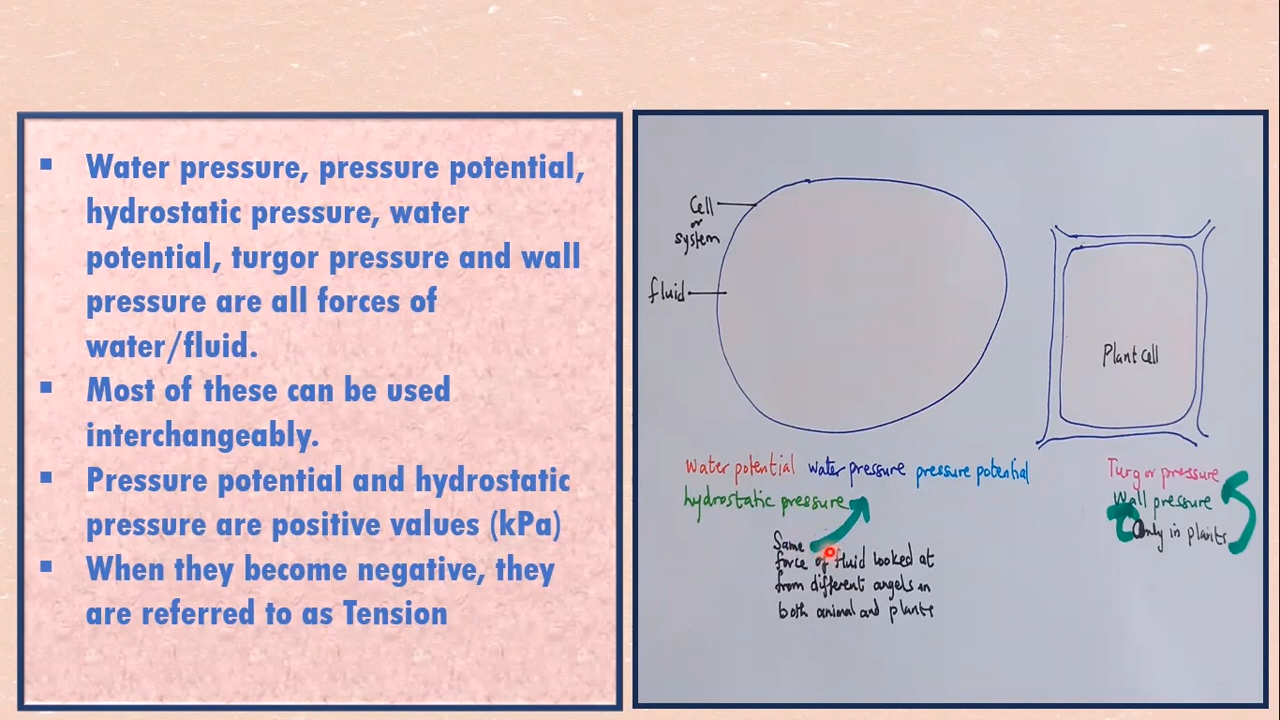 ▪ Water pressure, pressure potential,
hydrostatic pressure, water
potential, turgor pressure and wall
pressure are all forces of
water/fluid.
▪ Most of these can be used
interchangeably.
▪ Pressure potential and hydrostatic
pressure are positive values (kPa)
▪ When they become negative, they
are referred to as Tension
Cell
or
system
fluid
Plant Cell
water potential water pressure pressure potential
hydrostatic pressure
Same
force of fluid looked at
from different angels in
both animal and plants
Turgor pressure
Wall pressure
Only in plants